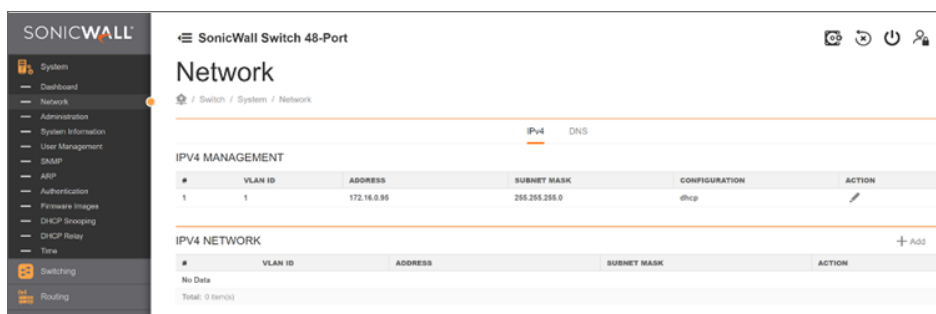 SONICWALL
System
Dashboard
Network
Administration
System Information
User Management
SNMP
ARP
Authentication
Firmware Images
DHCP Snooping
DHCP Relay
Time
Switching
Routing
SonicWall Switch 48-Port
Network
/ Switch / System / Network
IPv4 DNS
IPV4 MANAGEMENT
# VLAN ID ADDRESS SUBNET MASK CONFIGURATION ACTION
1 1 172.16.0.95 255.255.255.0 dhcp
IPV4 NETWORK + Add
# VLAN ID ADDRESS SUBNET MASK ACTION
No Data
Total: 0 item(s)